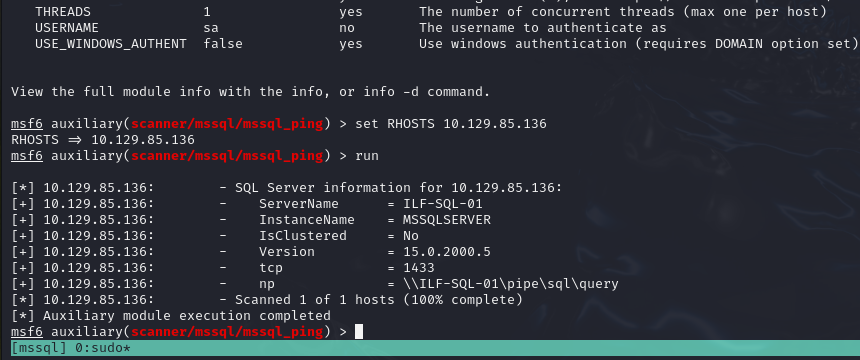 THREADS 1 yes The number of concurrent threads (max one per host)
USERNAME sa no The username to authenticate as
USE_WINDOWS_AUTHENT false yes Use windows authentication (requires DOMAIN option set)
View the full module info with the info, or info -d command.
msf6 auxiliary(scanner/mssql/mssql_ping) > set RHOSTS 10.129.85.136
RHOSTS ⇒ 10.129.85.136
msf6 auxiliary(scanner/mssql/mssql_ping) > run
[*] 10.129.85.136: - SQL Server information for 10.129.85.136:
[+] 10.129.85.136: - ServerName = ILF-SQL-01
[+] 10.129.85.136: - InstanceName = MSSQLSERVER
[+] 10.129.85.136: - IsClustered = No
[+] 10.129.85.136: - Version = 15.0.2000.5
[+] 10.129.85.136: - tcp = 1433
[+] 10.129.85.136: - np = \\ILF-SQL-01\pipe\sql\query
[*] 10.129.85.136: - Scanned 1 of 1 hosts (100% complete)
[*] Auxiliary module execution completed
msf6 auxiliary(scanner/mssql/mssql_ping) >
[mssql] 0:sudo*